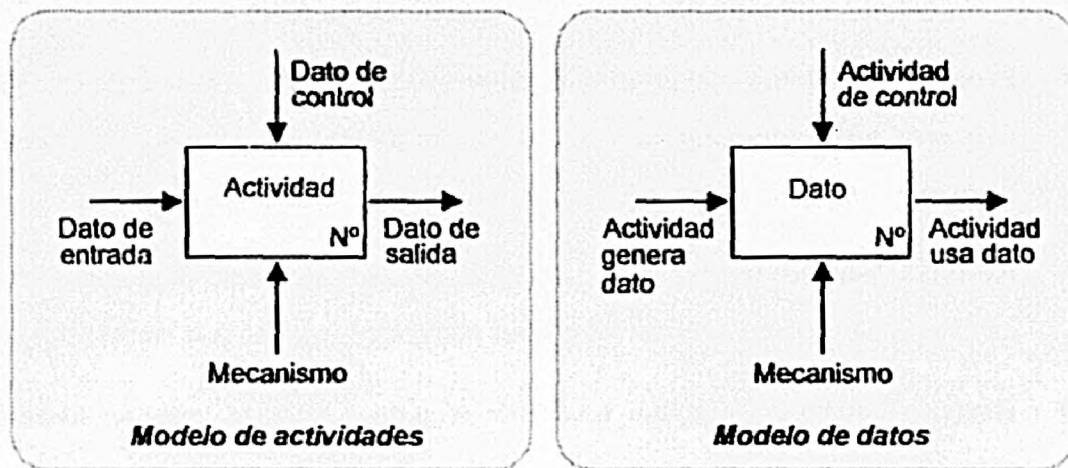 Dato de
control
Actividad
Nº
Dato de
entrada
Dato de
salida
Mecanismo
Modelo de actividades
Actividad
de control
Dato
Nº
Actividad
genera
dato
Actividad
usa dato
Mecanismo
Modelo de datos